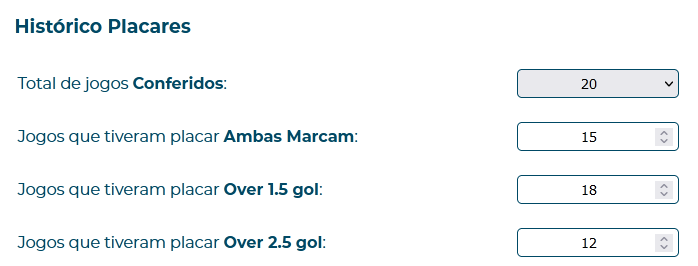 Histórico Placares
Total de jogos Conferidos: 20
Jogos que tiveram placar Ambas Marcam: 15
Jogos que tiveram placar Over 1.5 gol: 18
Jogos que tiveram placar Over 2.5 gol: 12